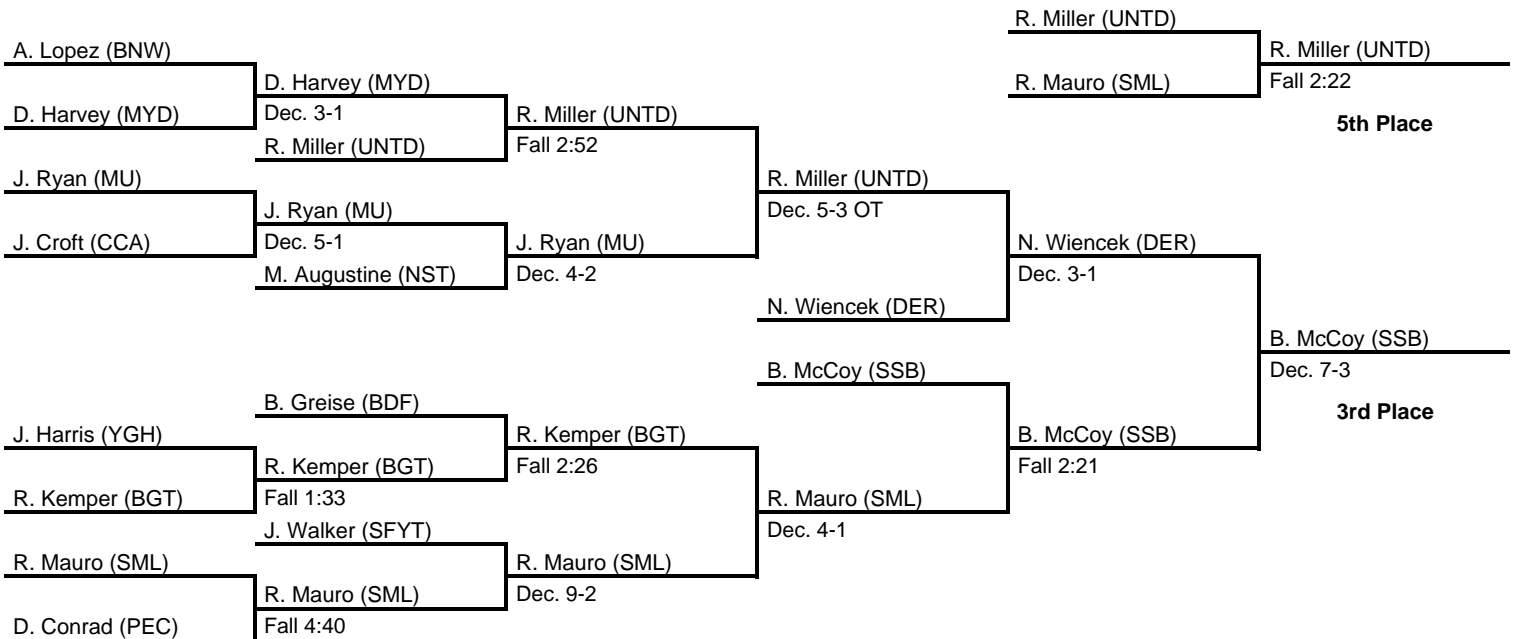 R. Miller (UNTD)
A. Lopez (BNW)
R. Miller (UNTD)
D. Harvey (MYD)
R. Mauro (SML)
Fall 2:22
D. Harvey (MYD)
Dec. 3-1
R. Miller (UNTD)
5th Place
R. Miller (UNTD)
Fall 2:52
J. Ryan (MU)
R. Miller (UNTD)
J. Ryan (MU)
Dec. 5-3 OT
J. Croft (CCA)
Dec. 5-1
J. Ryan (MU)
N. Wiencek (DER)
M. Augustine (NST)
Dec. 4-2
Dec. 3-1
N. Wiencek (DER)
B. McCoy (SSB)
B. McCoy (SSB)
Dec. 7-3
B. Greise (BDF)
3rd Place
J. Harris (YGH)
R. Kemper (BGT)
B. McCoy (SSB)
R. Kemper (BGT)
Fall 2:26
Fall 2:21
R. Kemper (BGT)
Fall 1:33
R. Mauro (SML)
J. Walker (SFYT)
Dec. 4-1
R. Mauro (SML)
R. Mauro (SML)
R. Mauro (SML)
Dec. 9-2
D. Conrad (PEC)
Fall 4:40